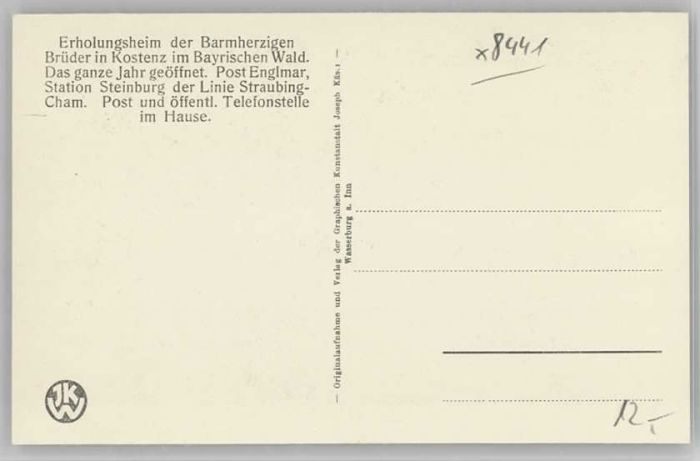 Erholungsheim der Barmherzigen
Brüder in Kostenz im Bayrischen Wald.
Das ganze Jahr geöffnet. Post Englmar,
Station Steinburg der Linie Straubing-
Cham. Post und öffentl. Telefonstelle
im Hause.
— Originalaufnahme und Verlag der Graphischen Kunstanstalt Joseph Käs.: —
Wasserburg a. Inn
x8441
JKW
12,-